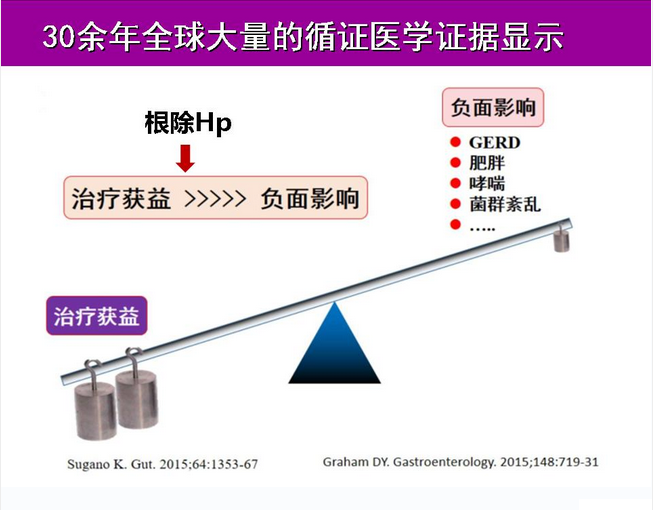 30余年全球大量的循证医学证据显示
根除Hp
治疗获益 >>>>> 负面影响
负面影响
GERD
肥胖
哮喘
菌群紊乱
…..
治疗获益
Sugano K. Gut. 2015;64:1353-67
Graham DY. Gastroenterology. 2015;148:719-31